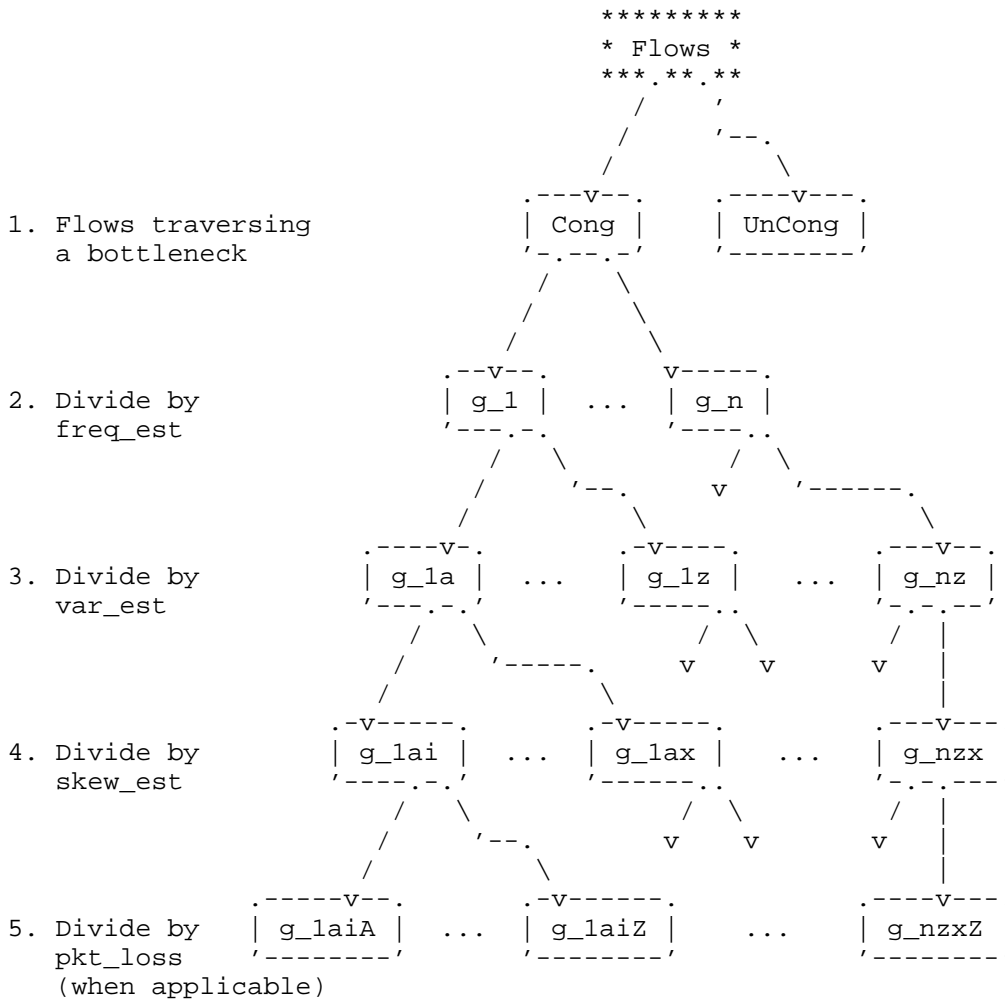 *********
* Flows *
***.**.**
1. Flows traversing
a bottleneck
| Cong | | UnCong |
2. Divide by
freq_est
| g_1 | ... | g_n |
3. Divide by
var_est
| g_1a | ... | g_1z | ... | g_nz |
4. Divide by
skew_est
| g_1ai | ... | g_1ax | ... | g_nzx
5. Divide by
pkt_loss
(when applicable)
| g_1aiA | ... | g_1aiZ | ... | g_nzxZ